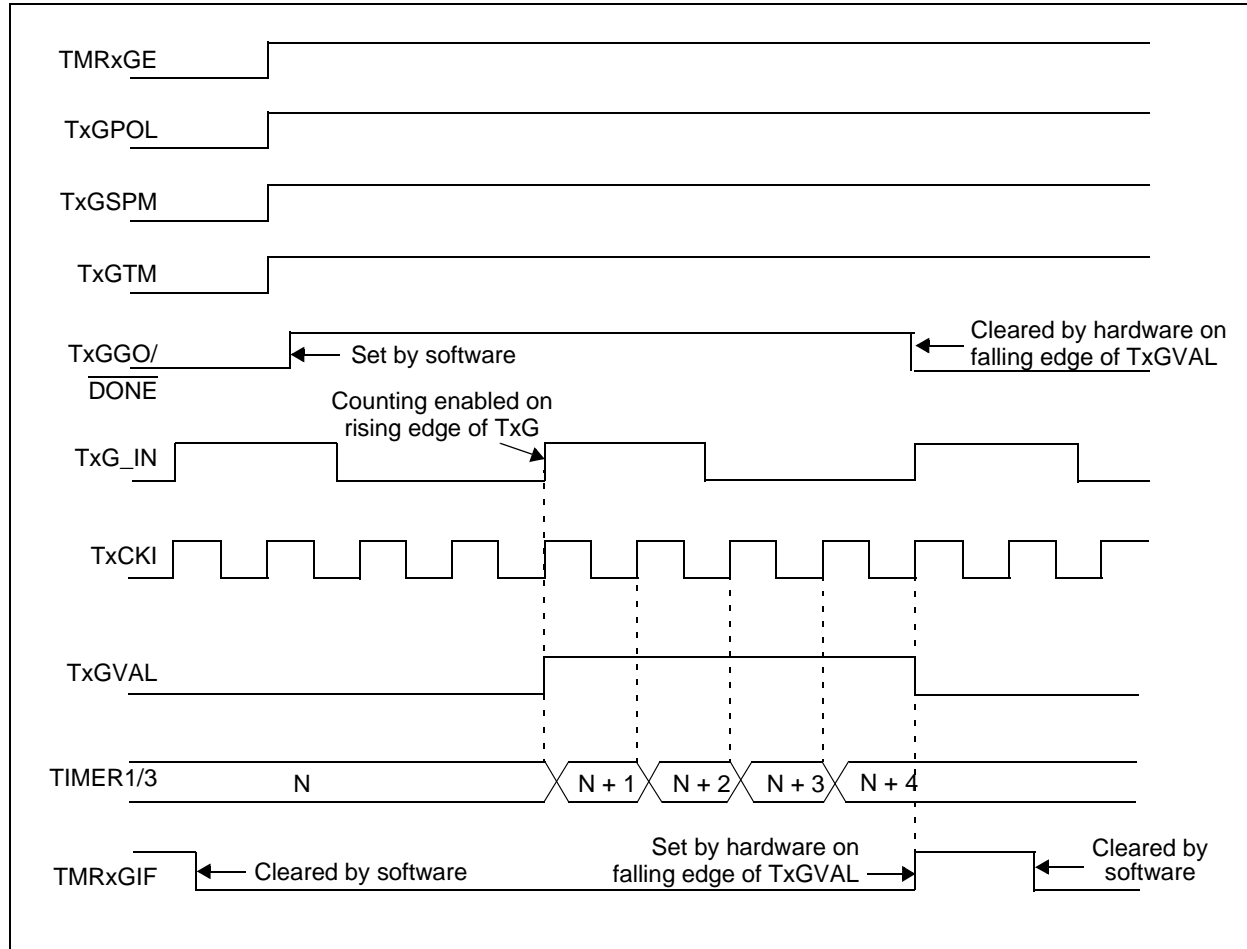 TMRxGE
TxGPOL
TxGSPM
TxGTM
TxGGO/
DONE
Set by software
Cleared by hardware on
falling edge of TxGVAL
Counting enabled on
rising edge of TxG
TxG_IN
TxCKI
TxGVAL
TIMER1/3
N
N + 1
N + 2
N + 3
N + 4
TMRxGIF
Cleared by software
Set by hardware on
falling edge of TxGVAL
Cleared by
software